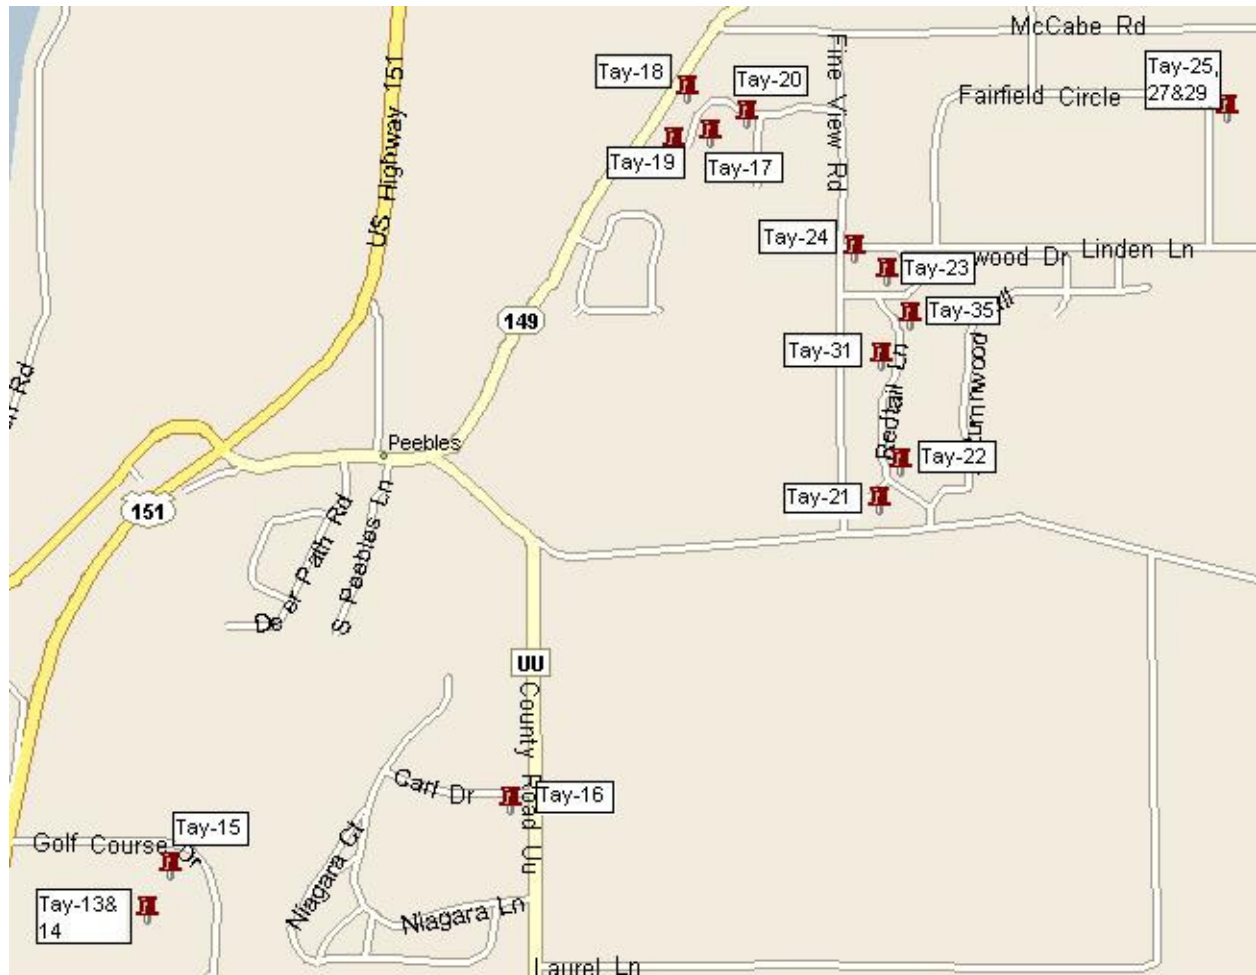 McCabe Rd
Tay-18
Tay-20
Fine View Rd
Tay-25,
27&29
Fairfield Circle
US Highway 151
Tay-19
Tay-17
Tay-24
Linden Ln
wood Dr
Tay-23
Tay-35
149
Tay-31
Redtail Ln
Rd
Peebles
Tay-22
Tay-21
151
Deer Path Rd
S Peebles Ln
UU
County Road Uu
Carl Dr
Tay-16
Tay-15
Golf Course Dr
Niagara Ct
Tay-13&
14
Niagara Ln
Laurel Ln